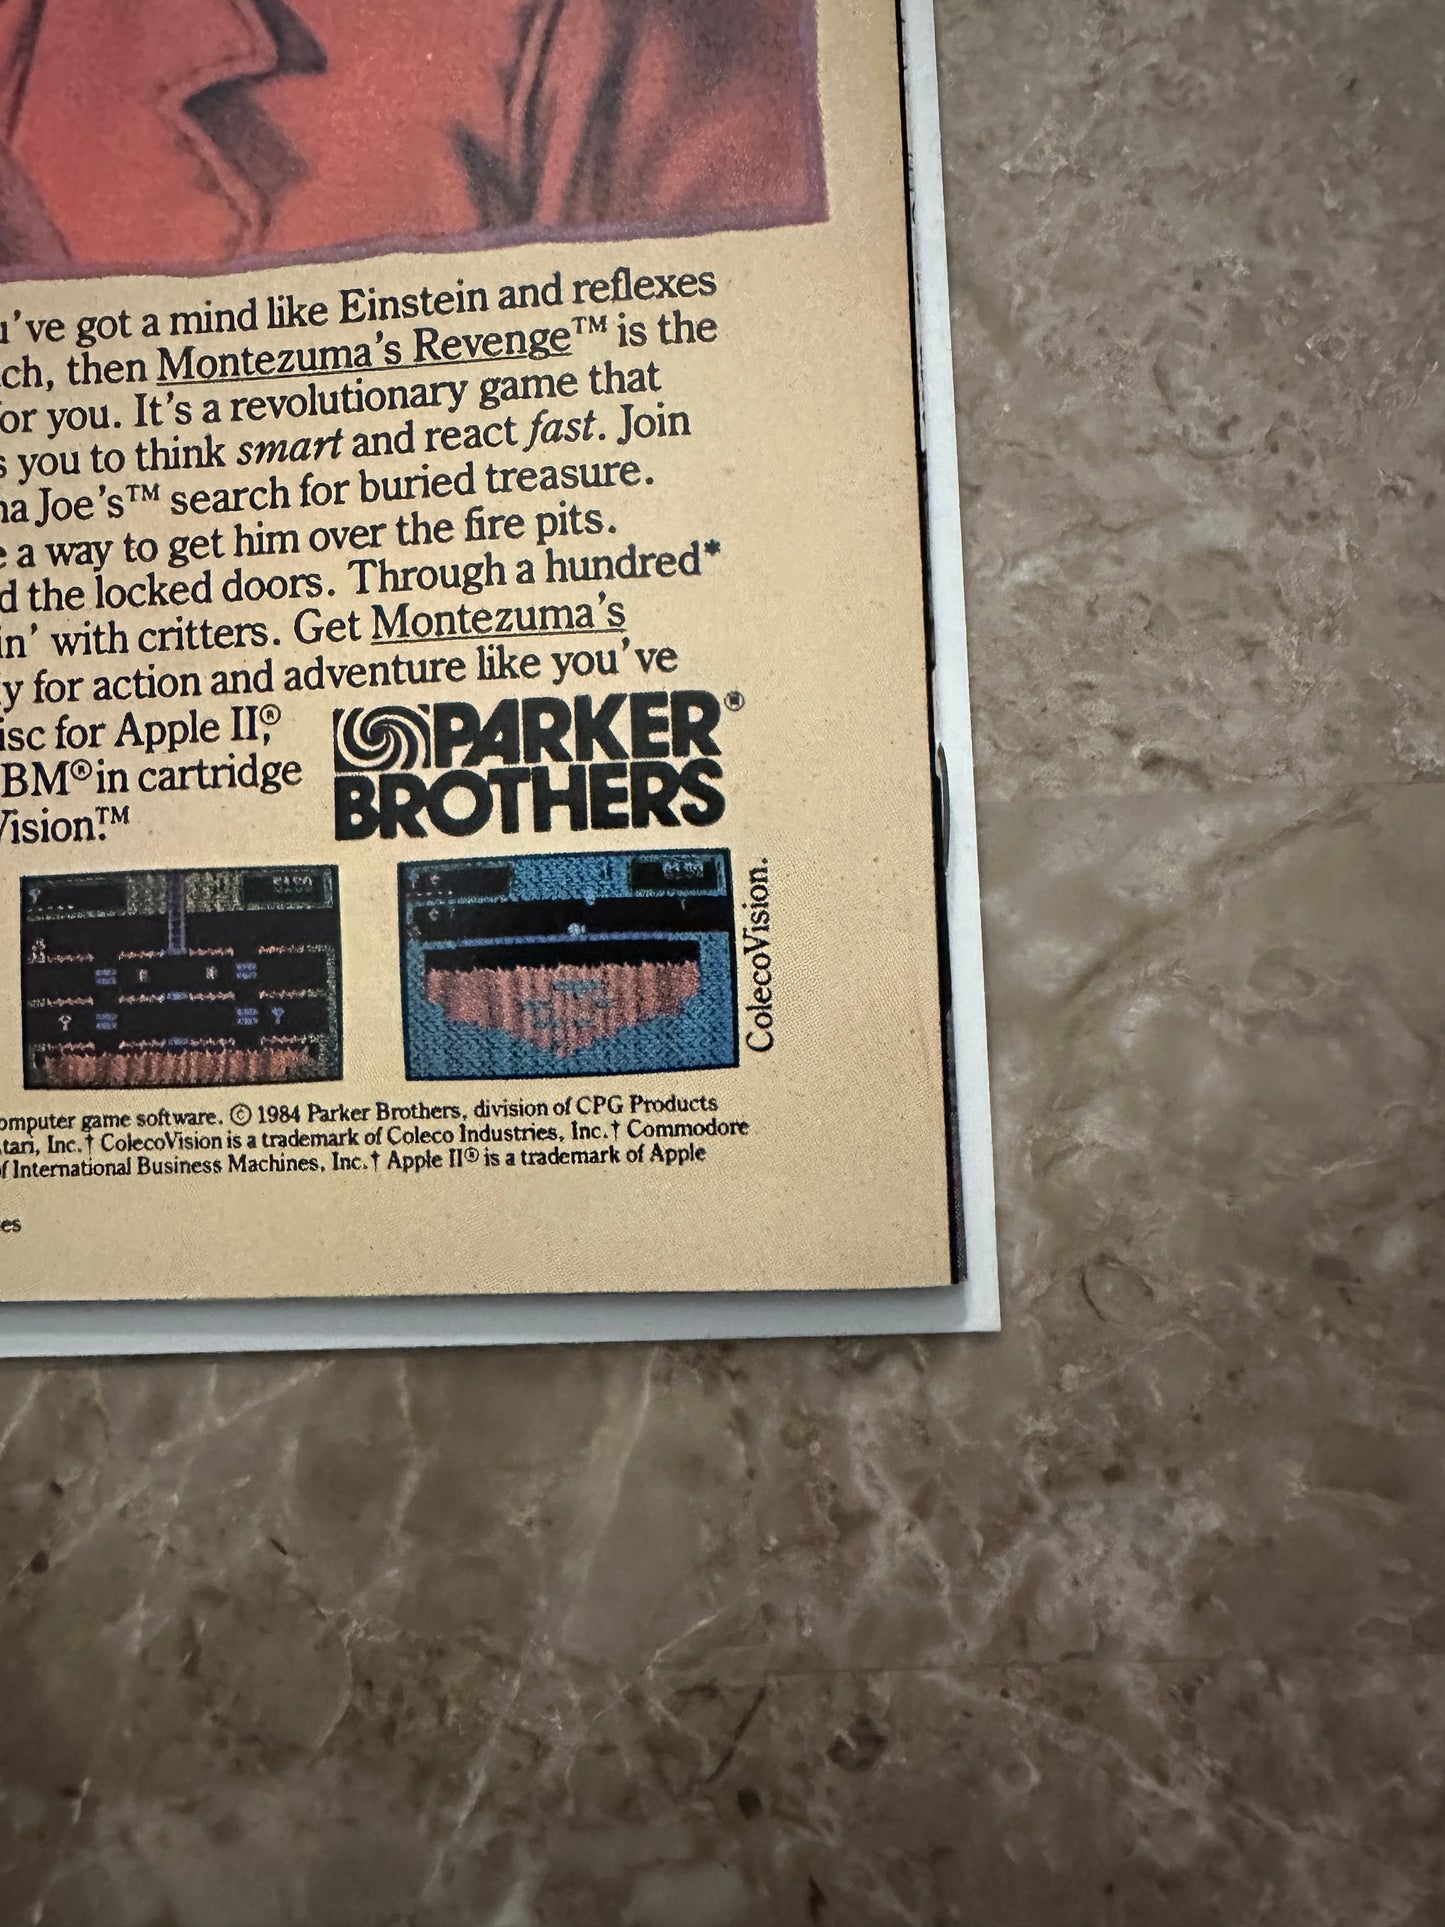 u've got a mind like Einstein and reflexes
ch, then Montezuma's Revenge™ is the
for you. It's a revolutionary game that
s you to think smart and react fast. Join
na Joe's™ search for buried treasure.
e a way to get him over the fire pits.
d the locked doors. Through a hundred*
in' with critters. Get Montezuma's
y for action and adventure like you've
isc for Apple II®,
BM® in cartridge
Vision.™
PARKER®
BROTHERS
ColecoVision.
omputer game software. © 1984 Parker Brothers, division of CPG Products
tari, Inc.† ColecoVision is a trademark of Coleco Industries, Inc.† Commodore
of International Business Machines, Inc.† Apple II® is a trademark of Apple
es